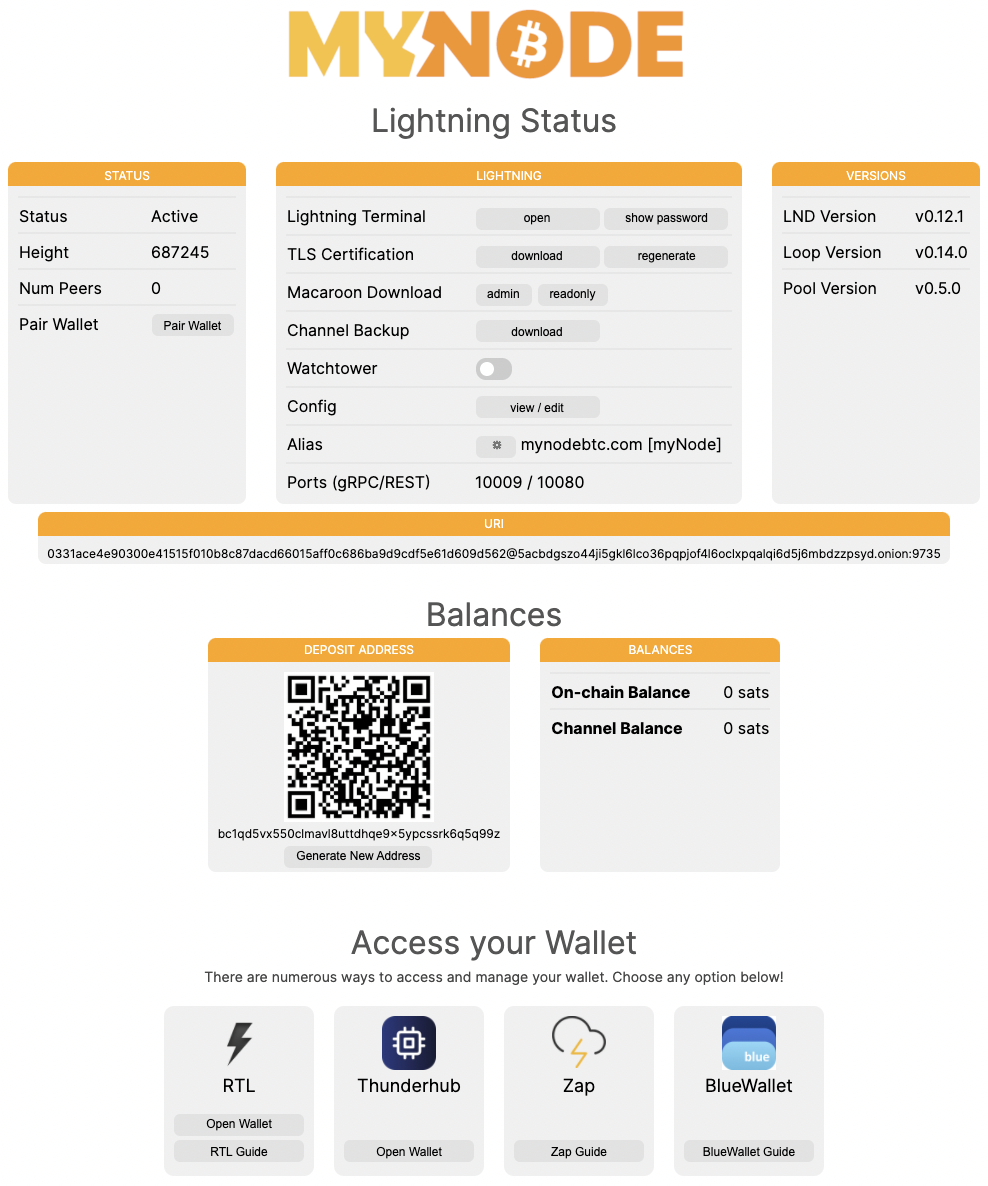 MYNODE
Lightning Status
STATUS
Status Active
Height 687245
Num Peers 0
Pair Wallet Pair Wallet
LIGHTNING
Lightning Terminal open show password
TLS Certification download regenerate
Macaroon Download admin readonly
Channel Backup download
Watchtower
Config view / edit
Alias mynodebtc.com [myNode]
Ports (gRPC/REST) 10009 / 10080
VERSIONS
LND Version v0.12.1
Loop Version v0.14.0
Pool Version v0.5.0
URI
0331ace4e90300e41515f010b8c87dacd66015aff0c686ba9d9cdf5e61d609d562@5acbdgszo44ji5gkl6lco36pqpjof4l6oclxpqalqi6d5j6mbdzzpsyd.onion:9735
Balances
DEPOSIT ADDRESS
bc1qd5vx550clmavl8uttdhqe9×5ypcssrk6q5q99z
Generate New Address
BALANCES
On-chain Balance 0 sats
Channel Balance 0 sats
Access your Wallet
There are numerous ways to access and manage your wallet. Choose any option below!
RTL
Open Wallet
RTL Guide
Thunderhub
Open Wallet
Zap
Zap Guide
blue
BlueWallet
BlueWallet Guide